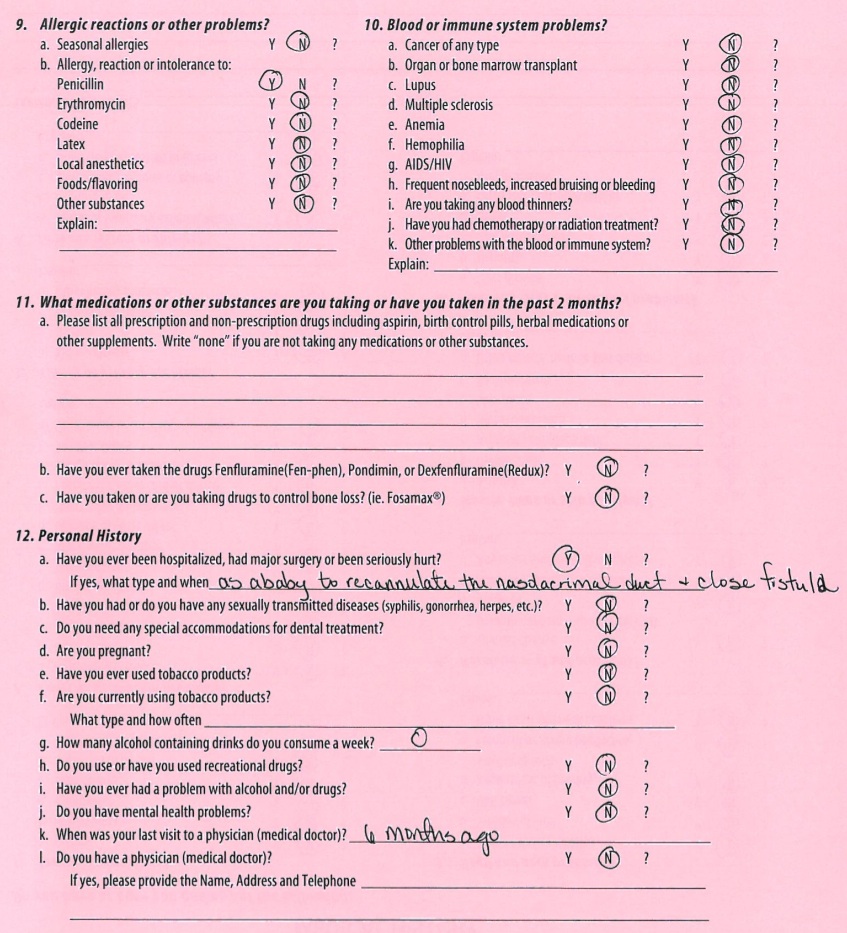 9. Allergic reactions or other problems?
a. Seasonal allergies Y N ?
b. Allergy, reaction or intolerance to:
Penicillin Y N ?
Erythromycin Y N ?
Codeine Y N ?
Latex Y N ?
Local anesthetics Y N ?
Foods/flavoring Y N ?
Other substances Y N ?
Explain:
10. Blood or immune system problems?
a. Cancer of any type Y N ?
b. Organ or bone marrow transplant Y N ?
c. Lupus Y N ?
d. Multiple sclerosis Y N ?
e. Anemia Y N ?
f. Hemophilia Y N ?
g. AIDS/HIV Y N ?
h. Frequent nosebleeds, increased bruising or bleeding Y N ?
i. Are you taking any blood thinners? Y N ?
j. Have you had chemotherapy or radiation treatment? Y N ?
k. Other problems with the blood or immune system? Y N ?
Explain:
11. What medications or other substances are you taking or have you taken in the past 2 months?
a. Please list all prescription and non-prescription drugs including aspirin, birth control pills, herbal medications or
other supplements. Write "none" if you are not taking any medications or other substances.
b. Have you ever taken the drugs Fenfluramine(Fen-phen), Pondimin, or Dexfenfluramine(Redux)? Y N ?
c. Have you taken or are you taking drugs to control bone loss? (ie. Fosamax®) Y N ?
12. Personal History
a. Have you ever been hospitalized, had major surgery or been seriously hurt? Y N ?
If yes, what type and when as a baby to recannulate the nasdacrimal duct + close fistula
b. Have you had or do you have any sexually transmitted diseases (syphilis, gonorrhea, herpes, etc.)? Y N ?
c. Do you need any special accommodations for dental treatment? Y N ?
d. Are you pregnant? Y N ?
e. Have you ever used tobacco products? Y N ?
f. Are you currently using tobacco products? Y N ?
What type and how often
g. How many alcohol containing drinks do you consume a week? 0
h. Do you use or have you used recreational drugs? Y N ?
i. Have you ever had a problem with alcohol and/or drugs? Y N ?
j. Do you have mental health problems? Y N ?
k. When was your last visit to a physician (medical doctor)? 6 months ago
l. Do you have a physician (medical doctor)? Y N ?
If yes, please provide the Name, Address and Telephone